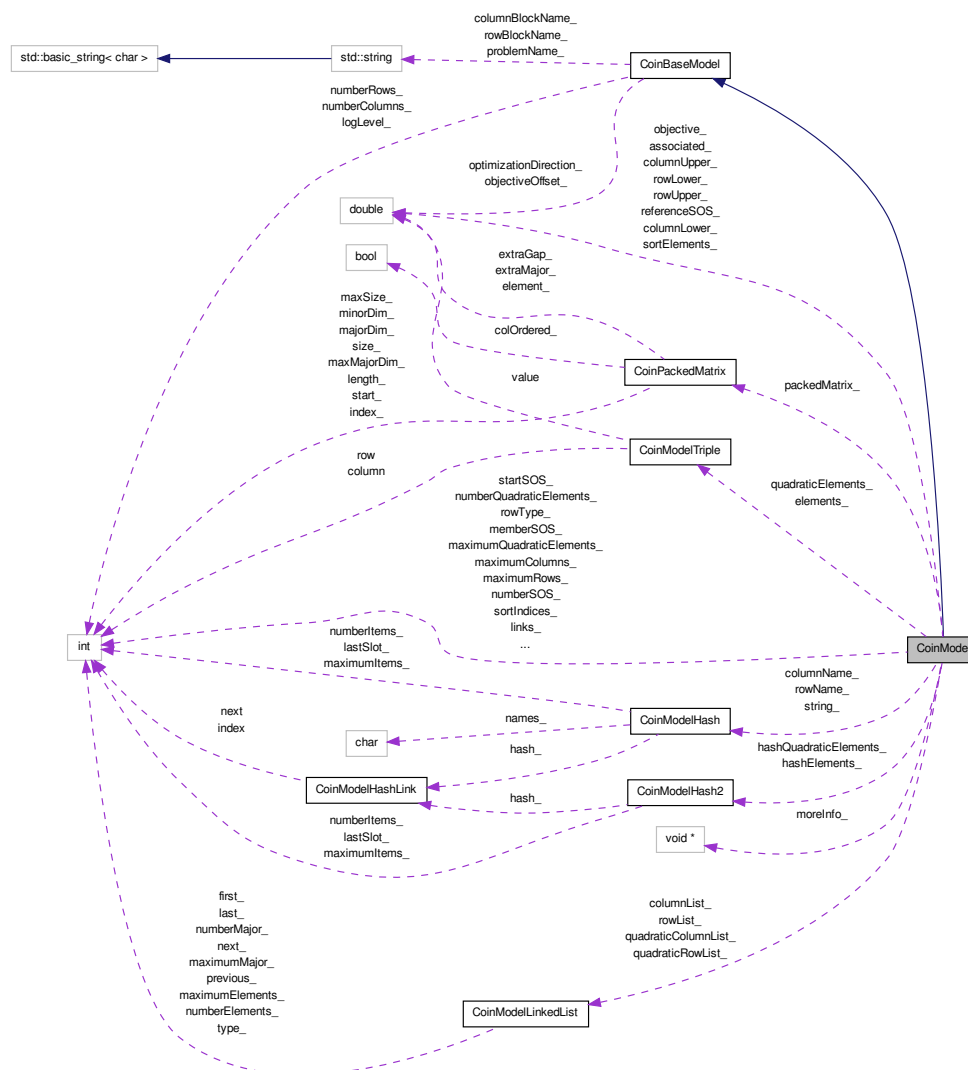 columnBlockName_
rowBlockName_
problemName_
std::basic_string< char >
std::string
CoinBaseModel
numberRows_
numberColumns_
logLevel_
objective_
associated_
columnUpper_
rowLower_
rowUpper_
referenceSOS_
columnLower_
sortElements_
optimizationDirection_
objectiveOffset_
double
bool
extraGap_
extraMajor_
element_
maxSize_
minorDim_
majorDim_
size_
maxMajorDim_
length_
start_
index_
colOrdered_
value
CoinPackedMatrix
packedMatrix_
row
column
CoinModelTriple
quadraticElements_
elements_
startSOS_
numberQuadraticElements_
rowType_
memberSOS_
maximumQuadraticElements_
maximumColumns_
maximumRows_
numberSOS_
sortIndices_
links_
...
int
CoinModel
numberItems_
lastSlot_
maximumItems_
columnName_
rowName_
string_
next
index
names_
char
CoinModelHash
hash_
hashQuadraticElements_
hashElements_
CoinModelHashLink
hash_
CoinModelHash2
numberItems_
lastSlot_
maximumItems_
moreInfo_
void *
first_
last_
numberMajor_
next_
maximumMajor_
previous_
maximumElements_
numberElements_
type_
columnList_
rowList_
quadraticColumnList_
quadraticRowList_
CoinModelLinkedList